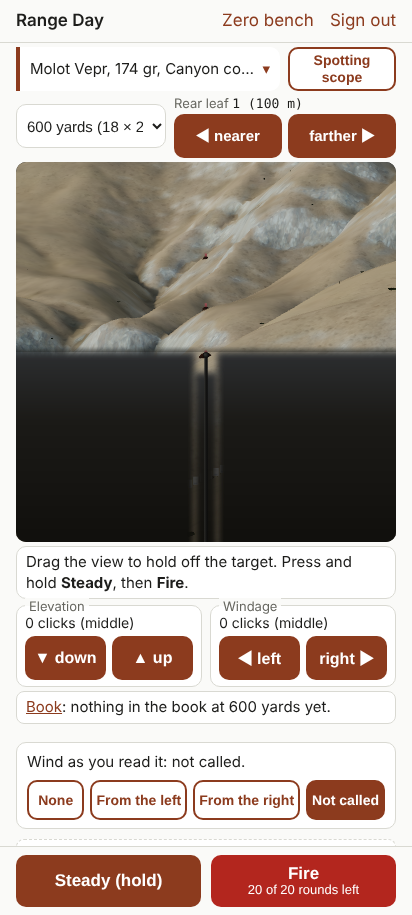 Range Day
Zero bench
Sign out
Molot Vepr, 174 gr, Canyon co... ▾
Spotting
scope
600 yards (18 × 2
Rear leaf 1 (100 m)
◀ nearer
farther ▶
Drag the view to hold off the target. Press and
hold Steady, then Fire.
Elevation
0 clicks (middle)
▼ down
▲ up
Windage
0 clicks (middle)
◀ left
right ▶
Book: nothing in the book at 600 yards yet.
Wind as you read it: not called.
None
From the left
From the right
Not called
Steady (hold)
Fire
20 of 20 rounds left